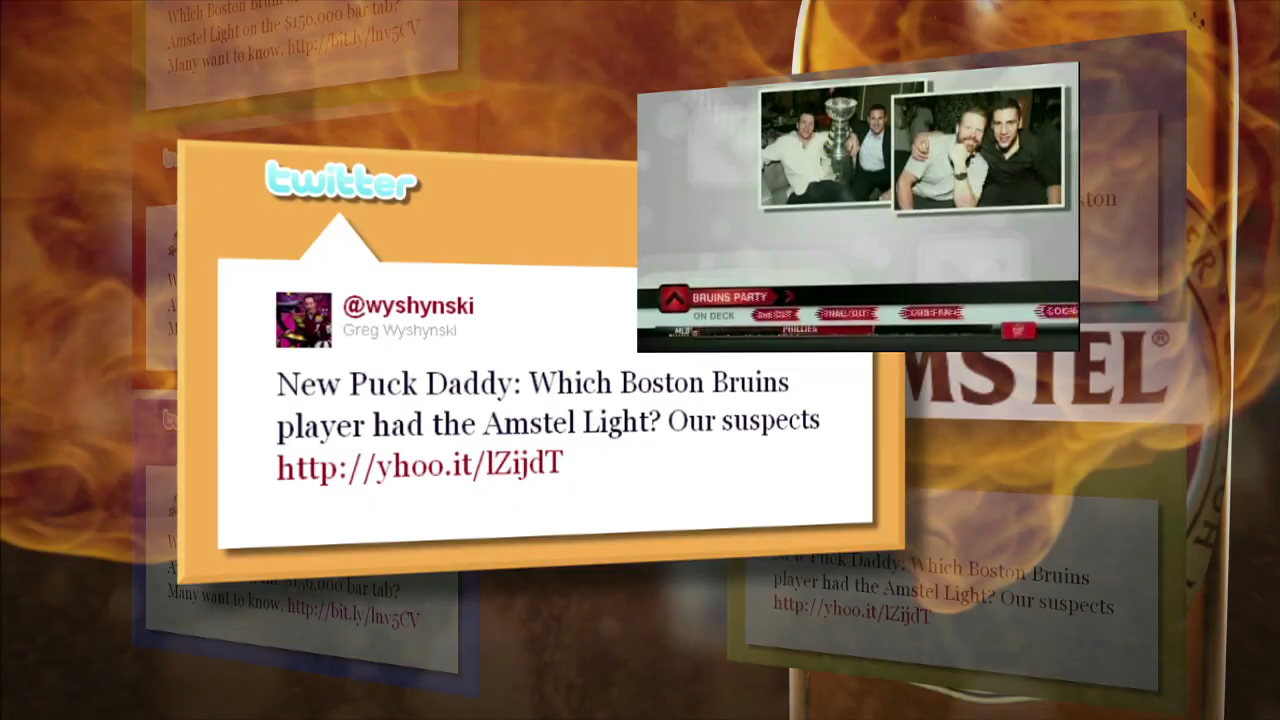 Which Boston Bruin
Amstel Light on the $156,000 bar tab?
Many want to know. http://bit.ly/lnv5CV
twitter
@wyshynski
Greg Wyshynski
New Puck Daddy: Which Boston Bruins
player had the Amstel Light? Our suspects
http://yhoo.it/lZijdT
BRUINS PARTY
ON DECK
PHILLIES
MSTEL®
bar tab?
Many want to know. http://bit.ly/lnv5CV
New Puck Daddy: Which Boston Bruins
player had the Amstel Light? Our suspects
http://yhoo.it/lZijdT